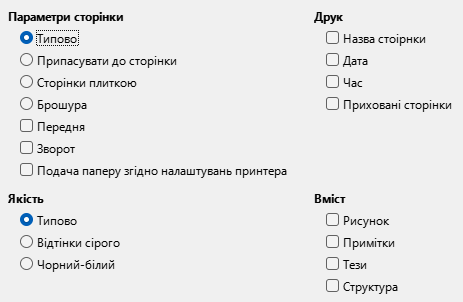 Параметри сторінки
Типово
Припасувати до сторінки
Сторінки плиткою
Брошура
Передня
Зворот
Подача паперу згідно налаштувань принтера
Друк
Назва стоірнки
Дата
Час
Приховані сторінки
Якість
Типово
Відтінки сірого
Чорний-білий
Вміст
Рисунок
Примітки
Тези
Структура